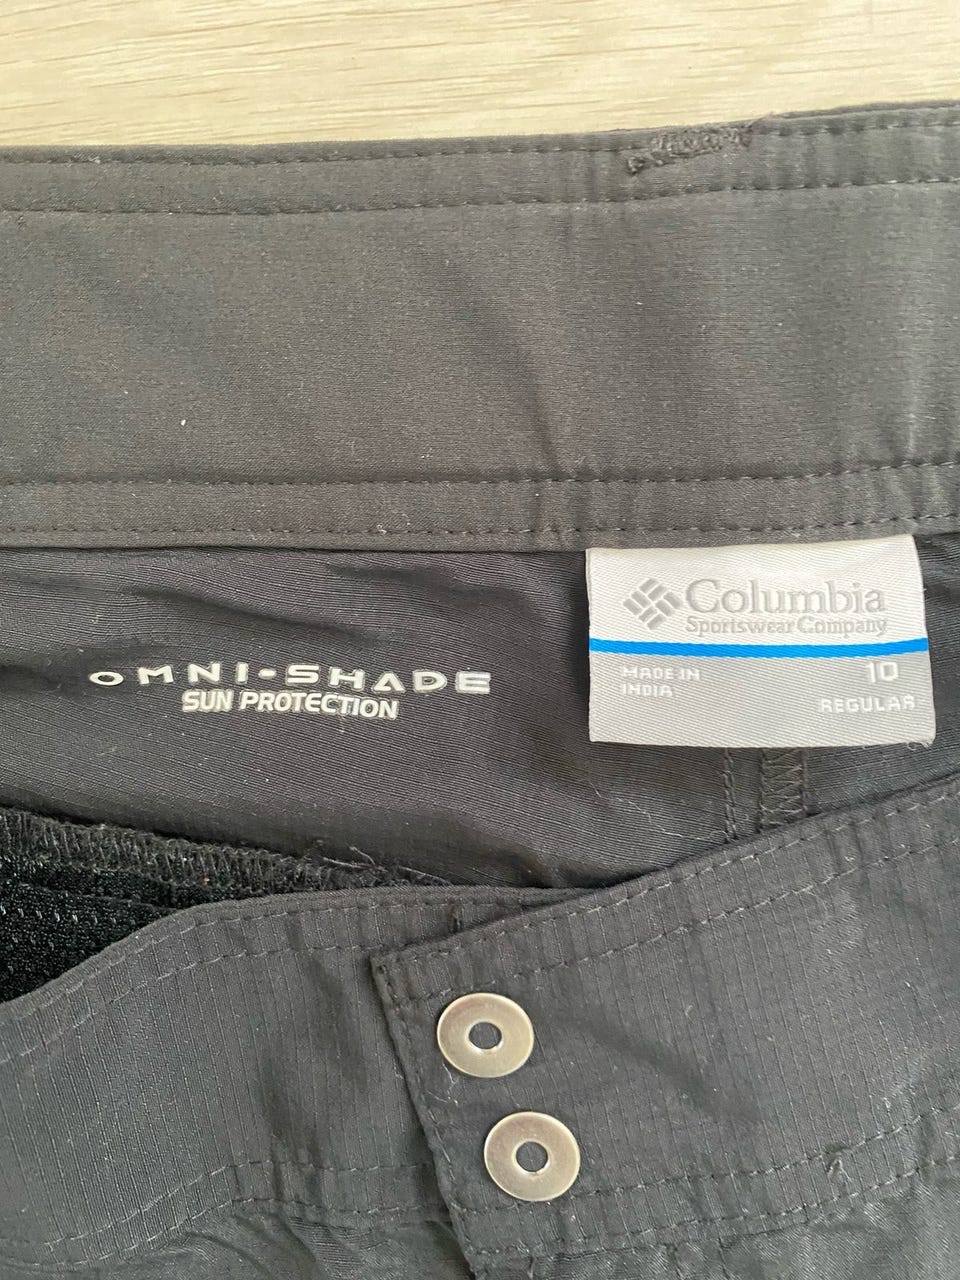 Columbia
Sportswear Company
MADE IN
INDIA
10
REGULAR
OMNI-SHADE
SUN PROTECTION